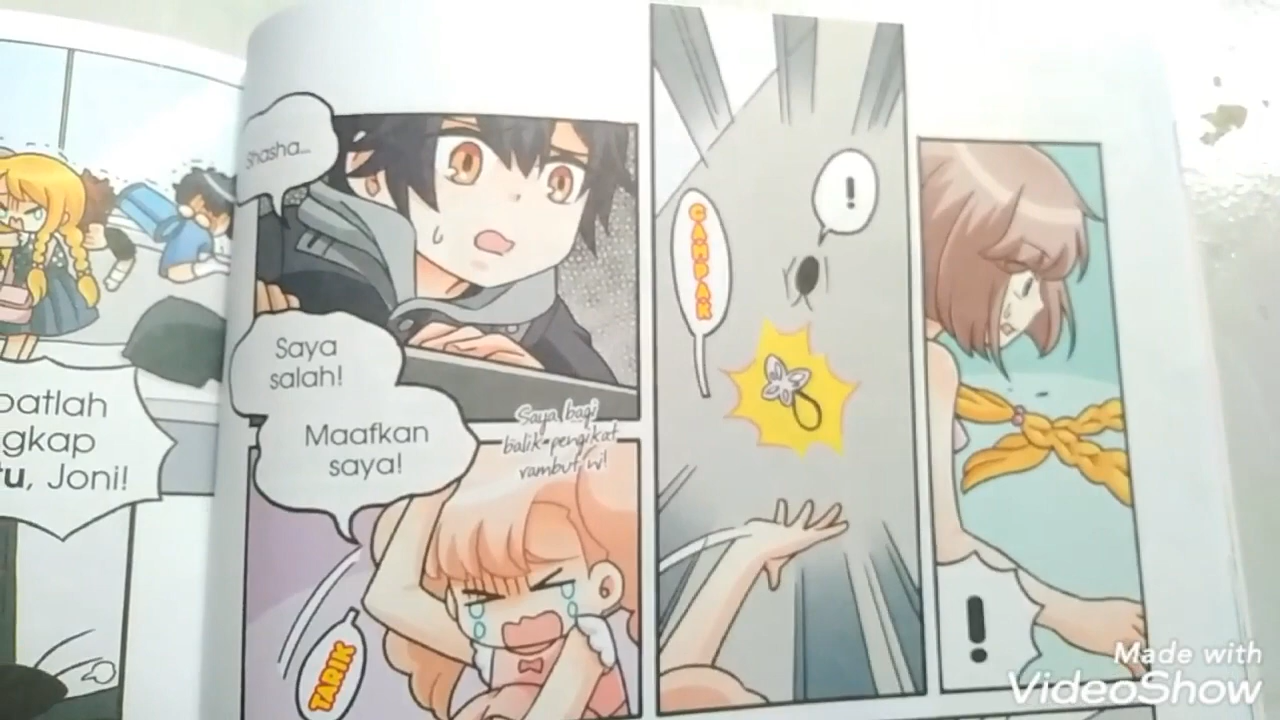 Shasha...
Saya
salah!
Maafkan
saya!
Saya bagi
balik pengikat
rambut ni!
TARIK
!
CAMPAK
!
patlah
gkap
tu, Joni!
Made with
VideoShow